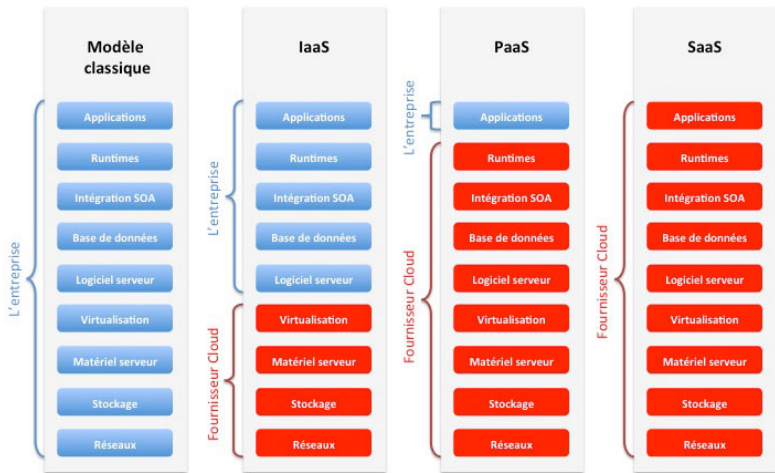 Modèle
classique
L'entreprise
Applications
Runtimes
Intégration SOA
Base de données
Logiciel serveur
Virtualisation
Matériel serveur
Stockage
Réseaux
IaaS
L'entreprise
Fournisseur Cloud
Applications
Runtimes
Intégration SOA
Base de données
Logiciel serveur
Virtualisation
Matériel serveur
Stockage
Réseaux
PaaS
L'entreprise
Fournisseur Cloud
Applications
Runtimes
Intégration SOA
Base de données
Logiciel serveur
Virtualisation
Matériel serveur
Stockage
Réseaux
SaaS
Fournisseur Cloud
Applications
Runtimes
Intégration SOA
Base de données
Logiciel serveur
Virtualisation
Matériel serveur
Stockage
Réseaux